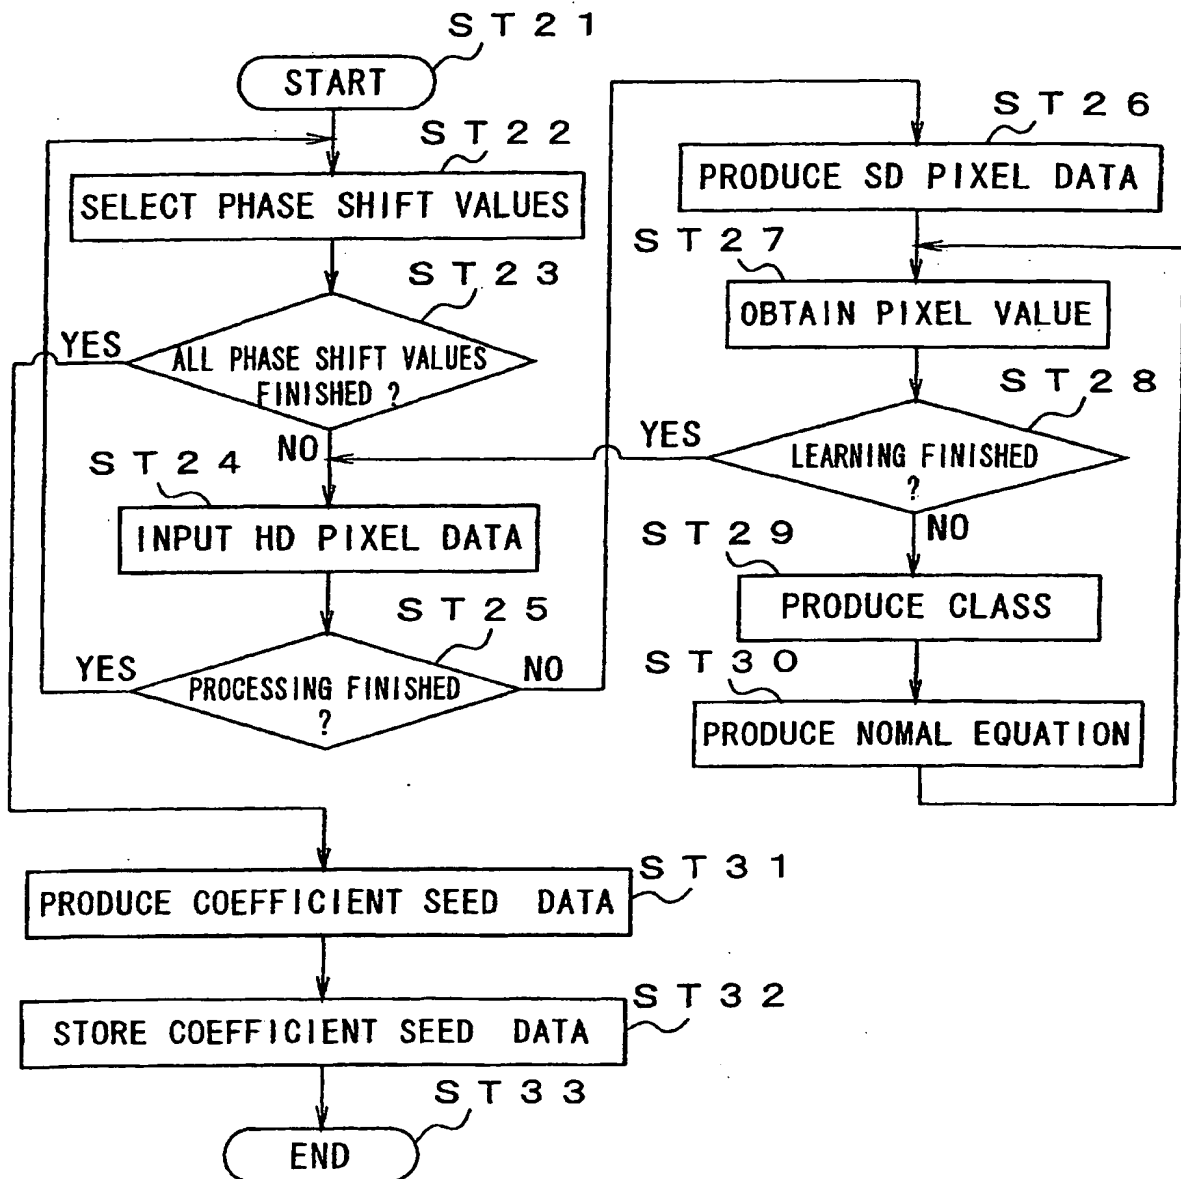 ST21
START
ST22
SELECT PHASE SHIFT VALUES
ST23
YES
ALL PHASE SHIFT VALUES
FINISHED ?
NO
ST24
INPUT HD PIXEL DATA
ST25
YES
PROCESSING FINISHED
?
NO
ST26
PRODUCE SD PIXEL DATA
ST27
OBTAIN PIXEL VALUE
ST28
YES
LEARNING FINISHED
?
NO
ST29
PRODUCE CLASS
ST30
PRODUCE NOMAL EQUATION
ST31
PRODUCE COEFFICIENT SEED DATA
ST32
STORE COEFFICIENT SEED DATA
ST33
END